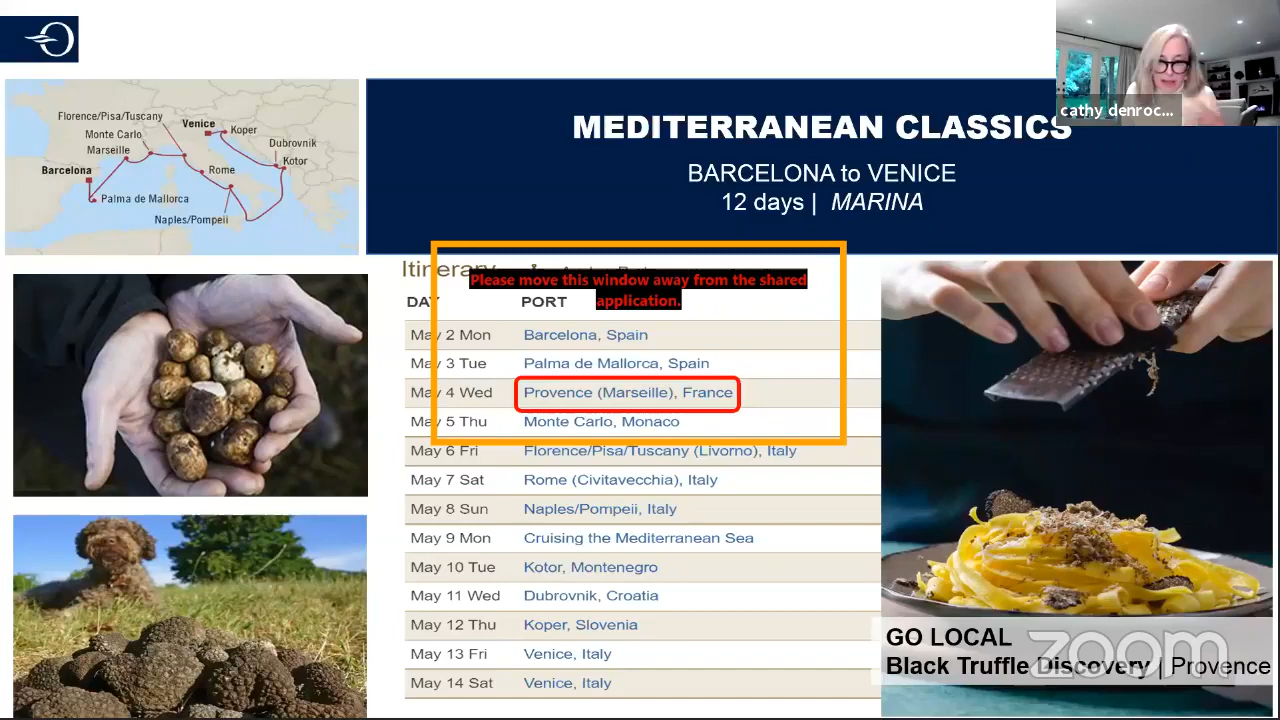 cathy denroc...
MEDITERRANEAN CLASSICS
BARCELONA to VENICE
12 days | MARINA
Florence/Pisa/Tuscany
Venice
Koper
Monte Carlo
Marseille
Dubrovnik
Kotor
Barcelona
Rome
Palma de Mallorca
Naples/Pompeii
Itinerary
Please move this window away from the shared
application.
DAY PORT
May 2 Mon Barcelona, Spain
May 3 Tue Palma de Mallorca, Spain
May 4 Wed Provence (Marseille), France
May 5 Thu Monte Carlo, Monaco
May 6 Fri Florence/Pisa/Tuscany (Livorno), Italy
May 7 Sat Rome (Civitavecchia), Italy
May 8 Sun Naples/Pompeii, Italy
May 9 Mon Cruising the Mediterranean Sea
May 10 Tue Kotor, Montenegro
May 11 Wed Dubrovnik, Croatia
May 12 Thu Koper, Slovenia
May 13 Fri Venice, Italy
May 14 Sat Venice, Italy
GO LOCAL
Black Truffle Discovery | Provence
zoom